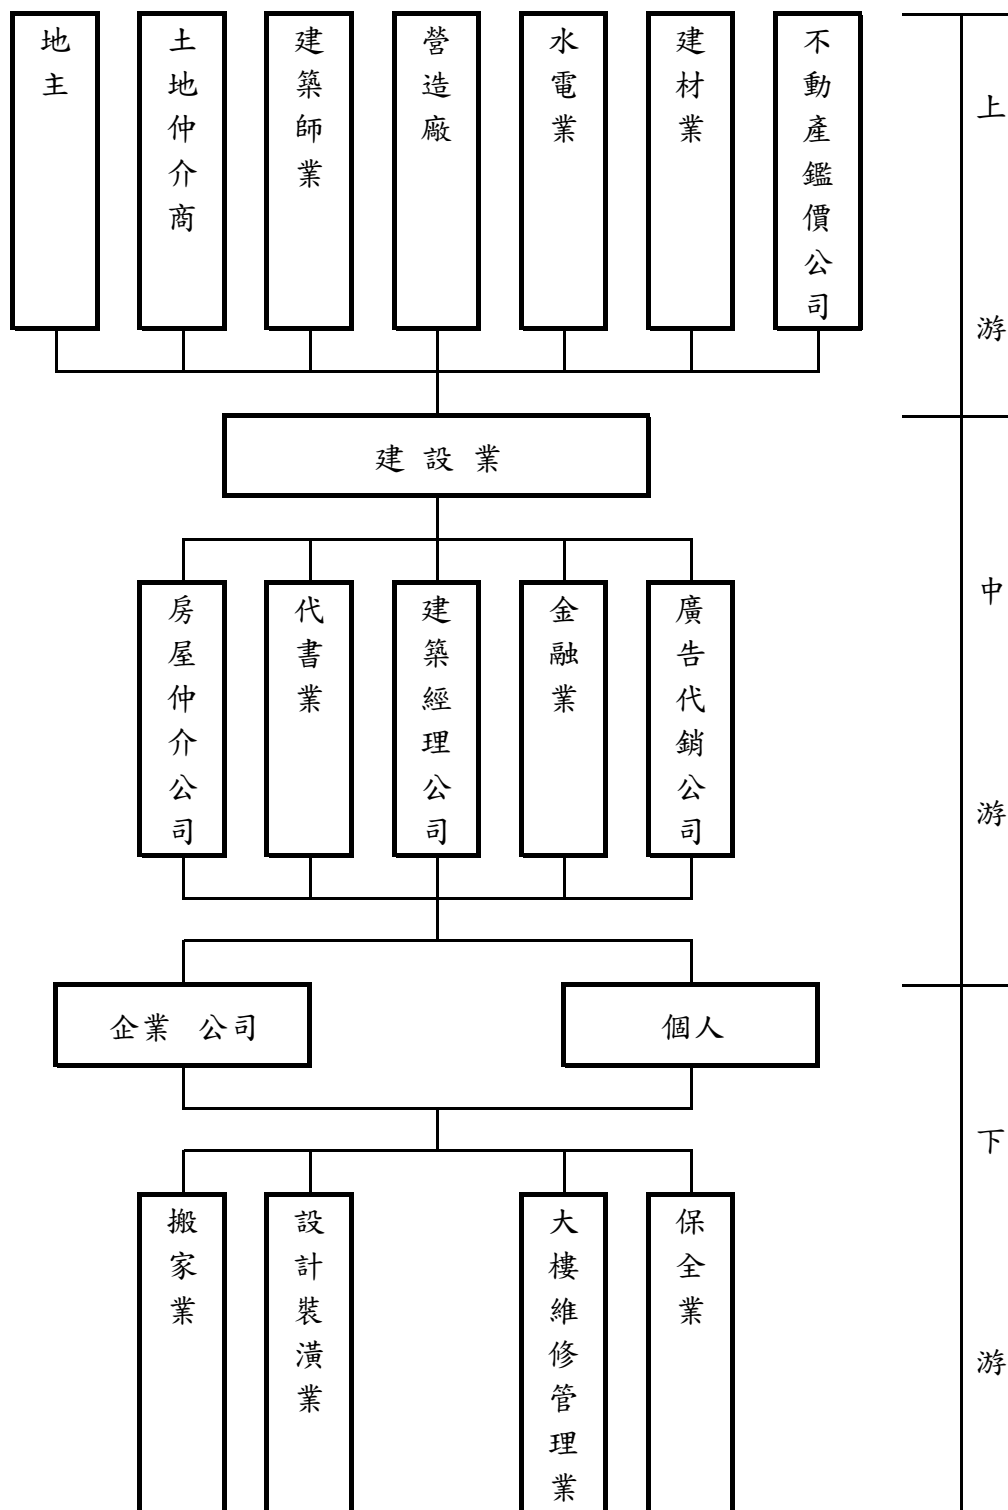 地主
土地仲介商
建築師業
營造廠
水電業
建材業
不動產鑑價公司
上游
建設業
房屋仲介公司
代書業
建築經理公司
金融業
廣告代銷公司
中游
企業 公司
個人
搬家業
設計裝潢業
大樓維修管理業
保全業
下游